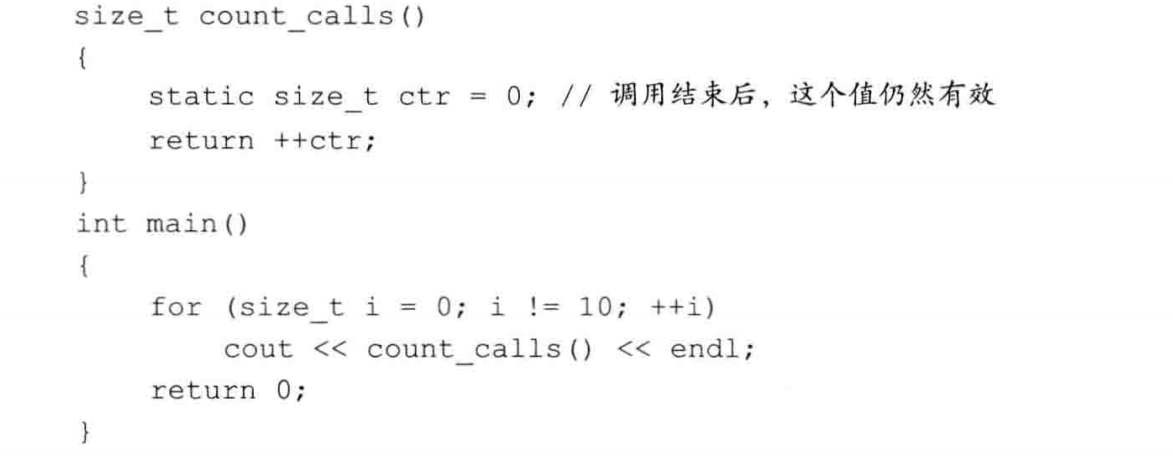 size_t count_calls()
{
    static size_t ctr = 0; // 调用结束后，这个值仍然有效
    return ++ctr;
}
int main()
{
    for (size_t i = 0; i != 10; ++i)
        cout << count_calls() << endl;
    return 0;
}